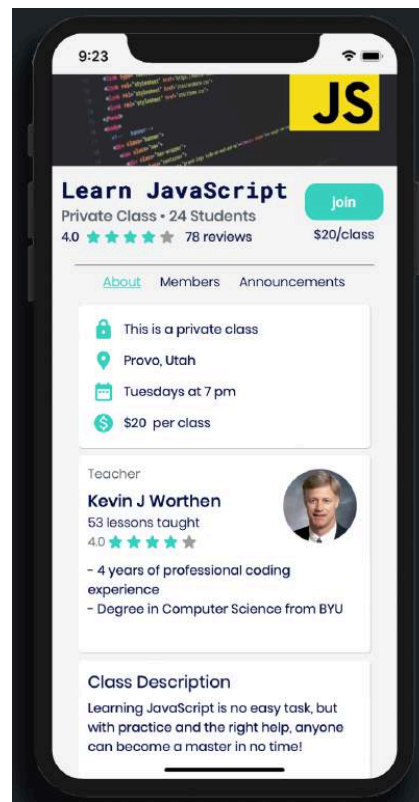 9:23
JS
Learn JavaScript
join
Private Class • 24 Students
4.0 78 reviews
$20/class
About Members Announcements
This is a private class
Provo, Utah
Tuesdays at 7 pm
$20 per class
Teacher
Kevin J Worthen
53 lessons taught
4.0
- 4 years of professional coding
experience
- Degree in Computer Science from BYU
Class Description
Learning JavaScript is no easy task, but
with practice and the right help, anyone
can become a master in no time!